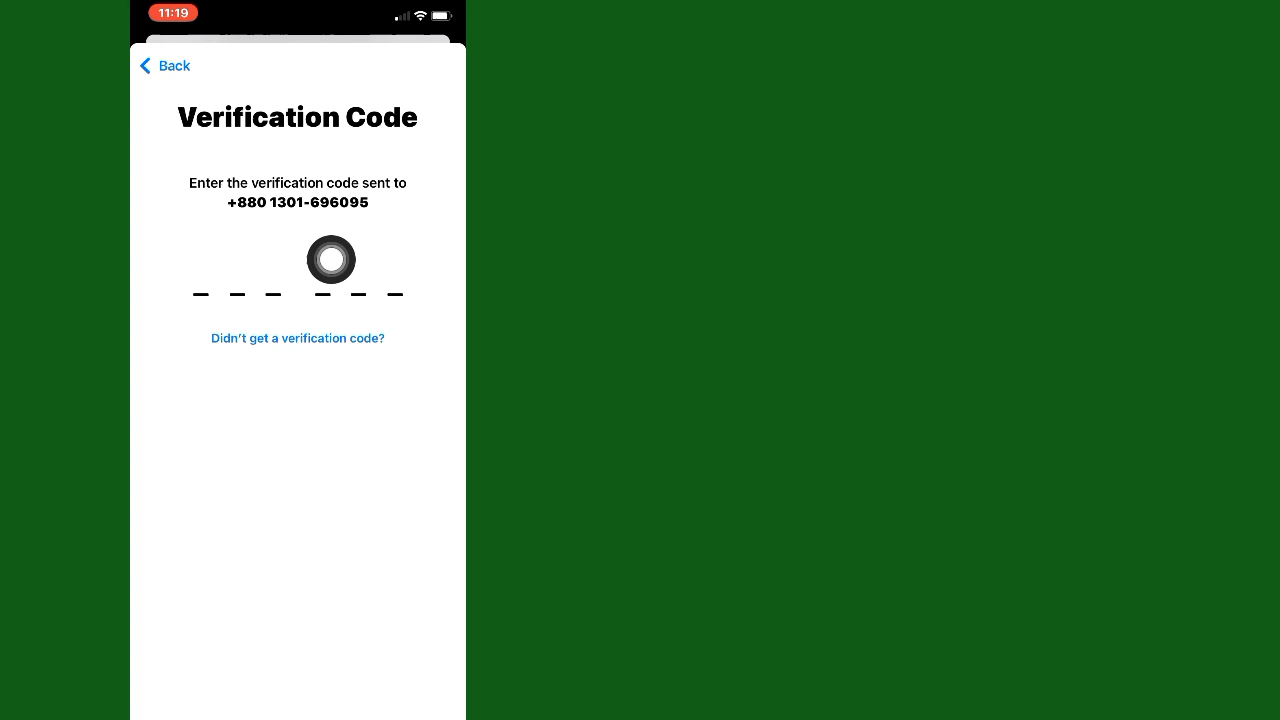 11:19
Back
Verification Code
Enter the verification code sent to
+880 1301-696095
Didn't get a verification code?